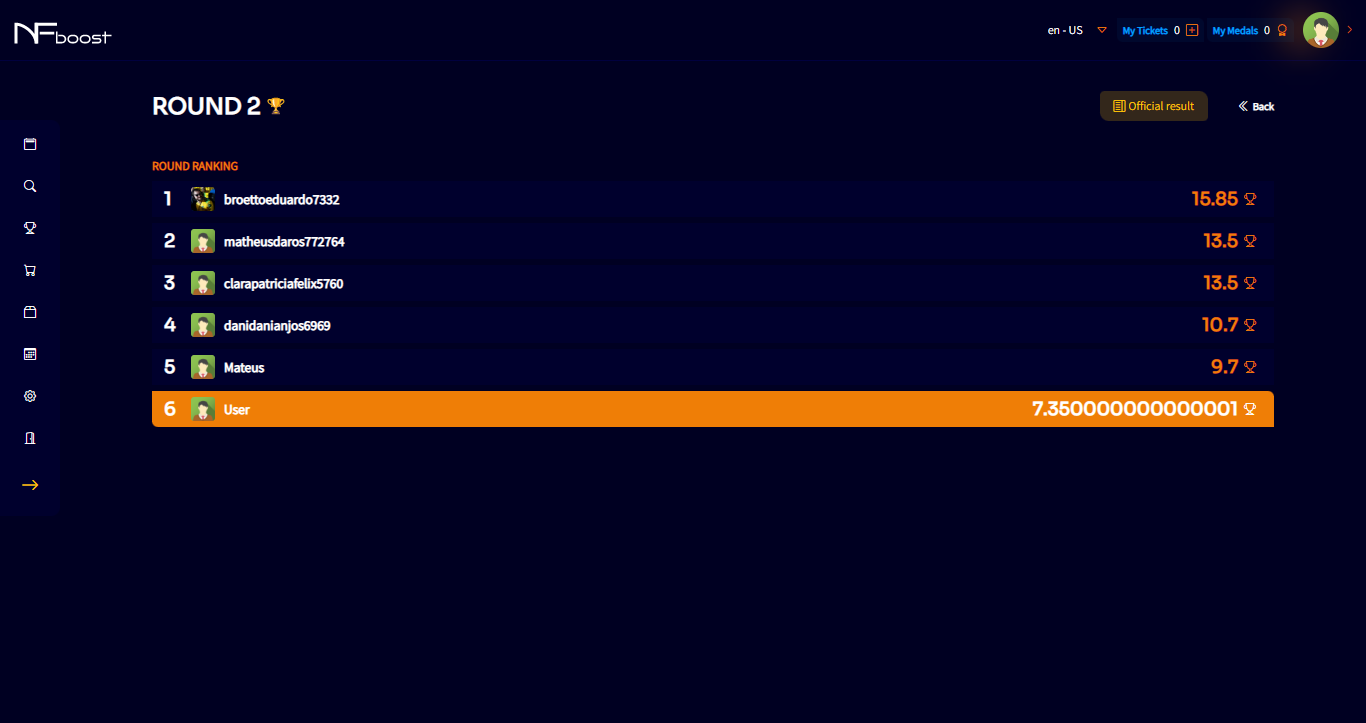 NFboost
en - US My Tickets 0 My Medals 0
ROUND 2
Official result Back
ROUND RANKING
1 broettoeduardo7332 15.85
2 matheusdaros772764 13.5
3 clarapatriciafelix5760 13.5
4 danidanianjos6969 10.7
5 Mateus 9.7
6 User 7.350000000000001